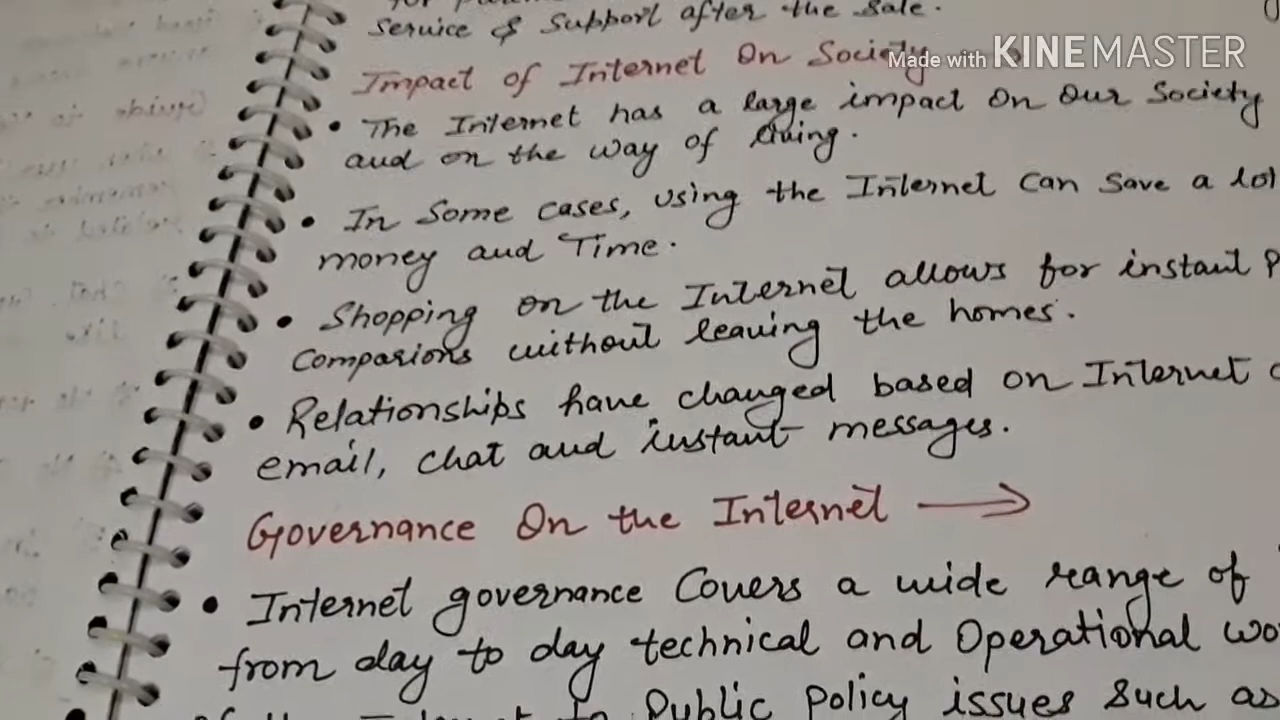 Service & Support after the Sale.
Made with KINEMASTER
Impact of Internet On Society
• The Internet has a large impact On Our Society
and on the way of living.
• In Some cases, using the Internet Can Save a lot
money and Time.
• Shopping on the Internet allows for instant P
Comparions without leaving the homes.
• Relationships have changed based on Internet
email, chat and instant messages.
Governance On the Internet →
• Internet governance Covers a wide range of
from day to day technical and Operational wo
Public policy issues Such as